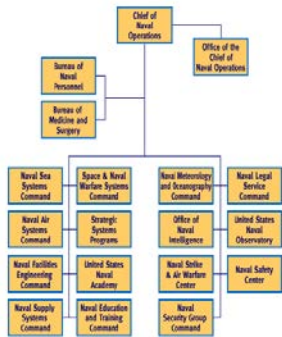 Chief of
Naval
Operations
Office of the
Chief of
Naval Operations
Bureau of
Naval
Personnel
Bureau of
Medicine and
Surgery
Naval Sea
Systems
Command
Space & Naval
Warfare Systems
Command
Naval Meteorology
and Oceanography
Command
Naval Legal
Service
Command
Naval Air
Systems
Command
Strategic
Systems
Programs
Office of
Naval
Intelligence
United States
Naval
Observatory
Naval Facilities
Engineering
Command
United States
Naval
Academy
Naval Strike
& Air Warfare
Center
Naval Safety
Center
Naval Supply
Systems
Command
Naval Education
and Training
Command
Naval
Security Group
Command